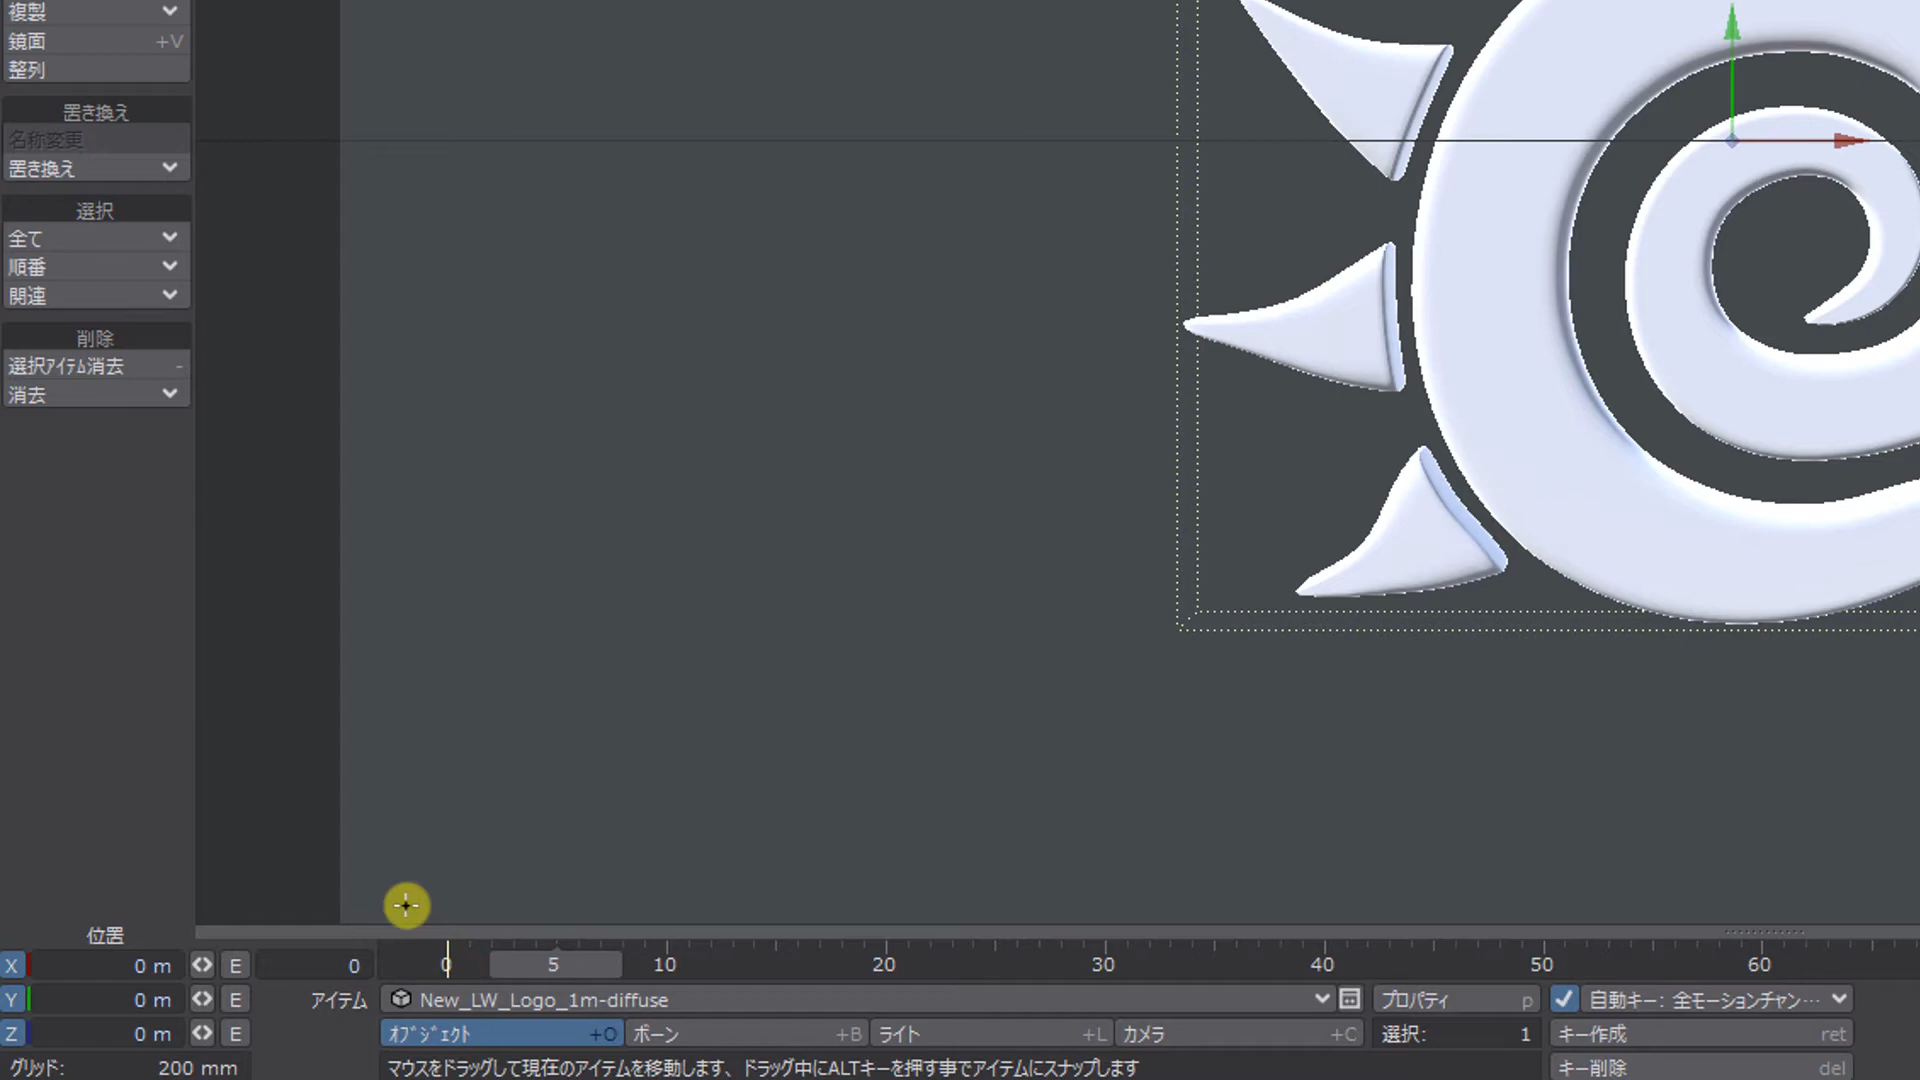 複製
鏡面 +V
整列
置き換え
名称変更
置き換え
選択
全て
順番
関連
削除
選択ｱｲﾃﾑ消去 -
消去
位置
X 0 m E 0
0 5 10 20 30 40 50 60
Y 0 m E アイテム New_LW_Logo_1m-diffuse プロパティ p 自動キー: 全モーションチャン…
Z 0 m E ｵﾌﾞｼﾞｪｸﾄ +O ボーン +B ライト +L カメラ +C 選択: 1 キー作成 ret
グリッド: 200 mm マウスをドラッグして現在のアイテムを移動します、ドラッグ中にALTキーを押す事でアイテムにスナップします キー削除 del